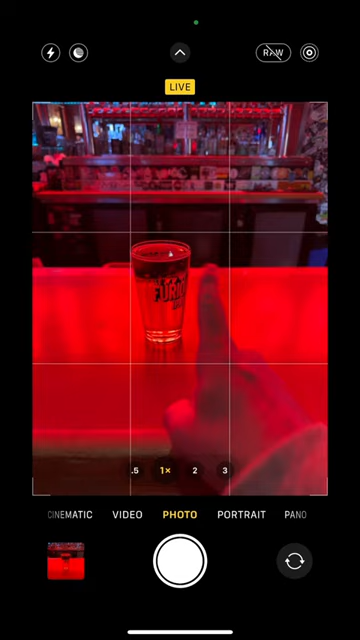 RAW
LIVE
.5
1×
2
3
CINEMATIC
VIDEO
PHOTO
PORTRAIT
PANO